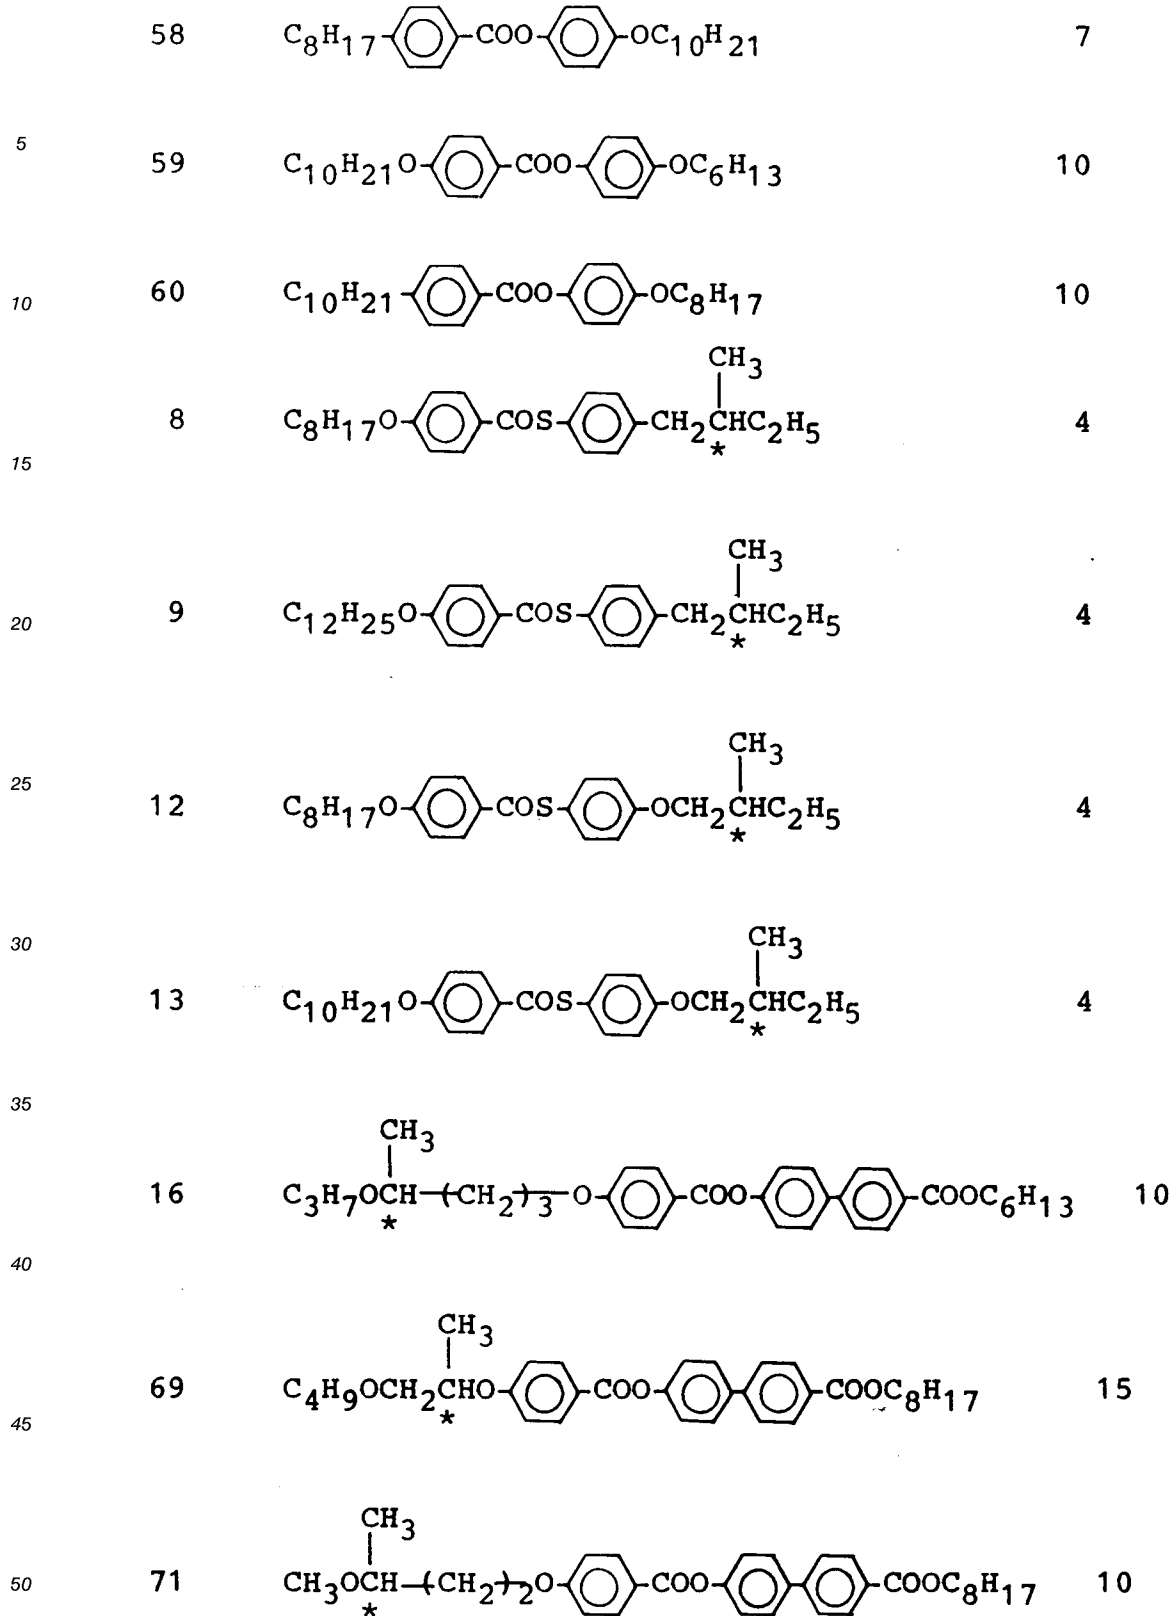 58 C8H17 COO OC10H21 7
5
59 C10H21O COO OC6H13 10
10
60 C10H21 COO OC8H17 10
CH3
8 C8H17O COS CH2CHC2H5 4
*
15
CH3
9 C12H25O COS CH2CHC2H5 4
20
*
CH3
25
12 C8H17O COS OCH2CHC2H5 4
*
30
CH3
13 C10H21O COS OCH2CHC2H5 4
*
35
CH3
16 C3H7OCH(CH2)3O COO COOC6H13 10
*
40
CH3
69 C4H9OCH2CHO COO COOC8H17 15
*
45
CH3
50
71 CH3OCH(CH2)2O COO COOC8H17 10
*